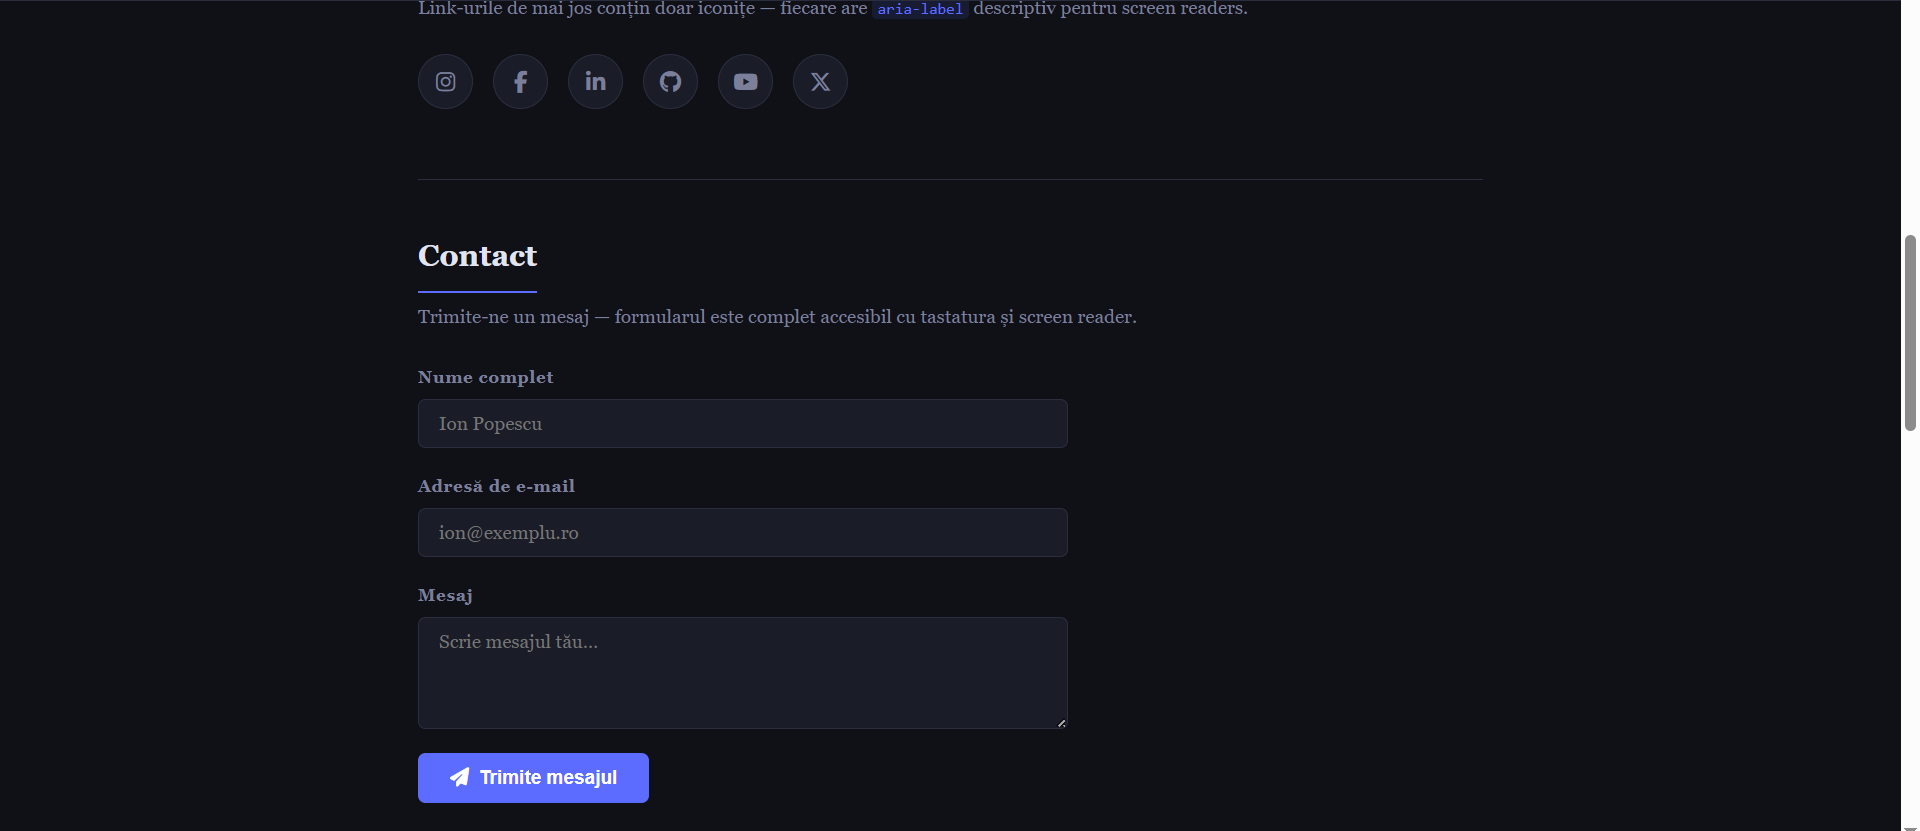 Link-urile de mai jos conțin doar iconițe — fiecare are aria-label descriptiv pentru screen readers.
Contact
Trimite-ne un mesaj — formularul este complet accesibil cu tastatura și screen reader.
Nume complet
Ion Popescu
Adresă de e-mail
ion@exemplu.ro
Mesaj
Scrie mesajul tău...
Trimite mesajul